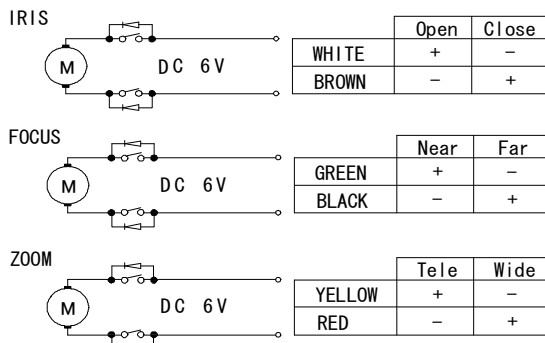 IRIS
M
DC 6V
Open Close
WHITE + −
BROWN − +
FOCUS
M
DC 6V
Near Far
GREEN + −
BLACK − +
ZOOM
M
DC 6V
Tele Wide
YELLOW + −
RED − +